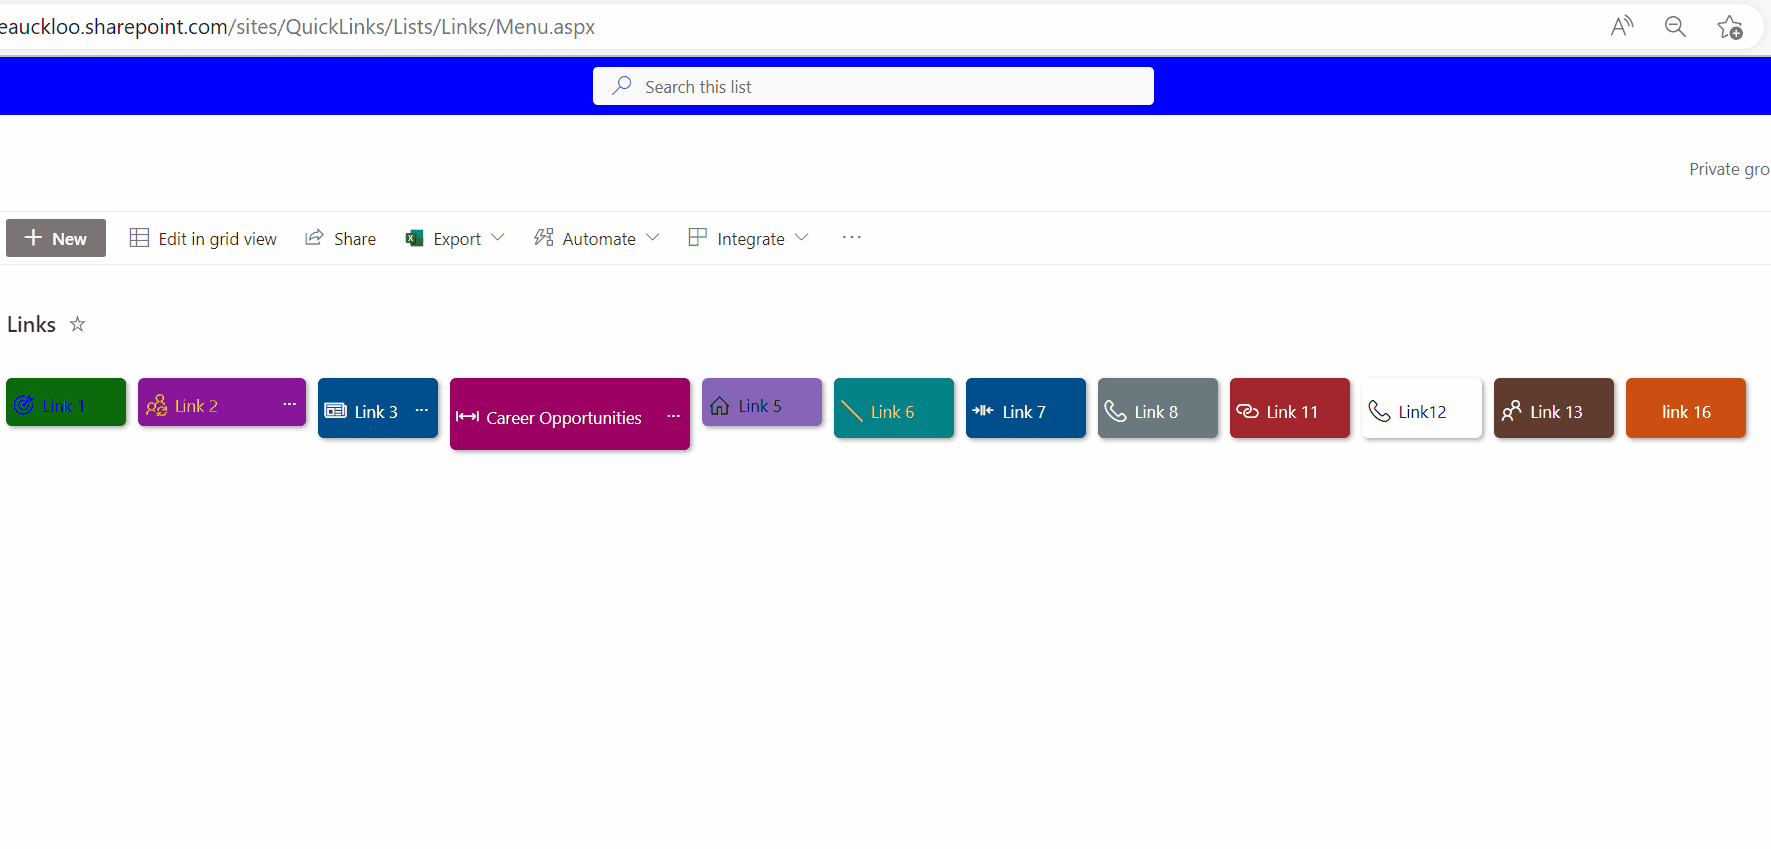 eauckloo.sharepoint.com/sites/QuickLinks/Lists/Links/Menu.aspx
Search this list
Private gro
New Edit in grid view Share Export Automate Integrate ...
Links
Link 1 Link 2 ... Link 3 ... Career Opportunities ... Link 5 Link 6 Link 7 Link 8 Link 11 Link12 Link 13 link 16